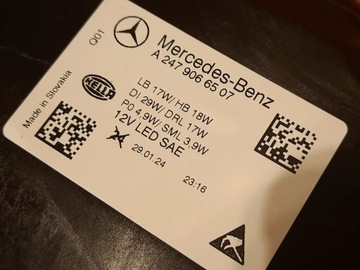 Q01
Mercedes-Benz
A 247 906 65 07
Made in Slovakia
HELLA
LB 17W/ HB 18W
DI 29W/ DRL 17W
PO 4,9W/ SML 3,9W
12V LED SAE
29.01.24
23:16